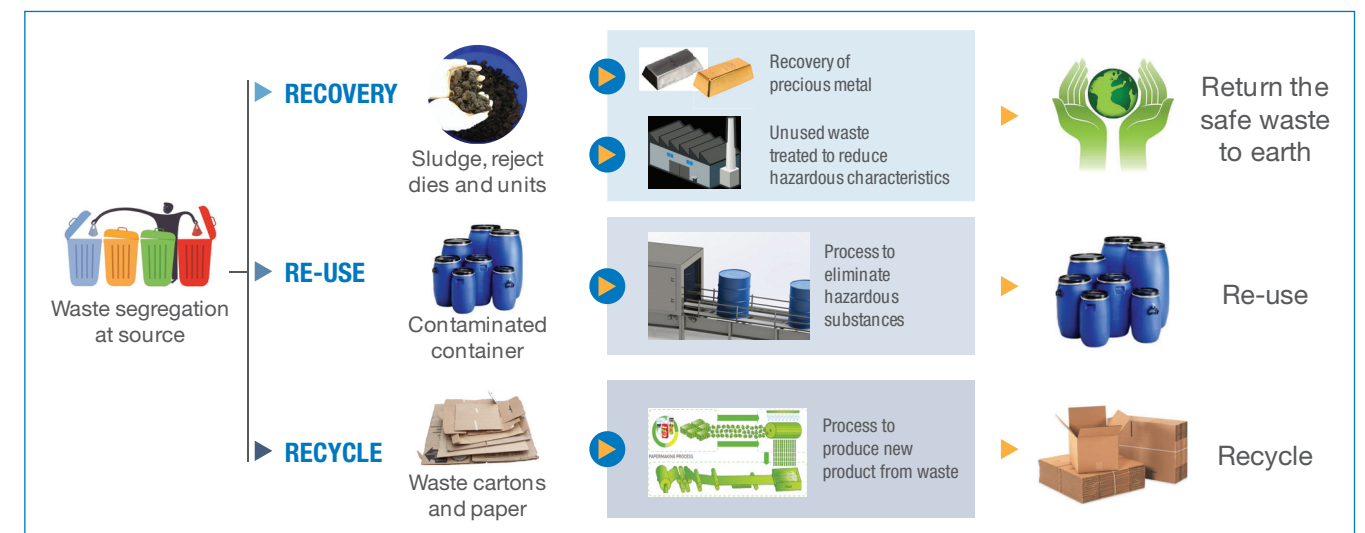 Waste segregation
at source
RECOVERY
Sludge, reject
dies and units
Recovery of
precious metal
Unused waste
treated to reduce
hazardous characteristics
Return the
safe waste
to earth
RE-USE
Contaminated
container
Process to
eliminate
hazardous
substances
Re-use
RECYCLE
Waste cartons
and paper
PAPERMAKING PROCESS
Process to
produce new
product from waste
Recycle